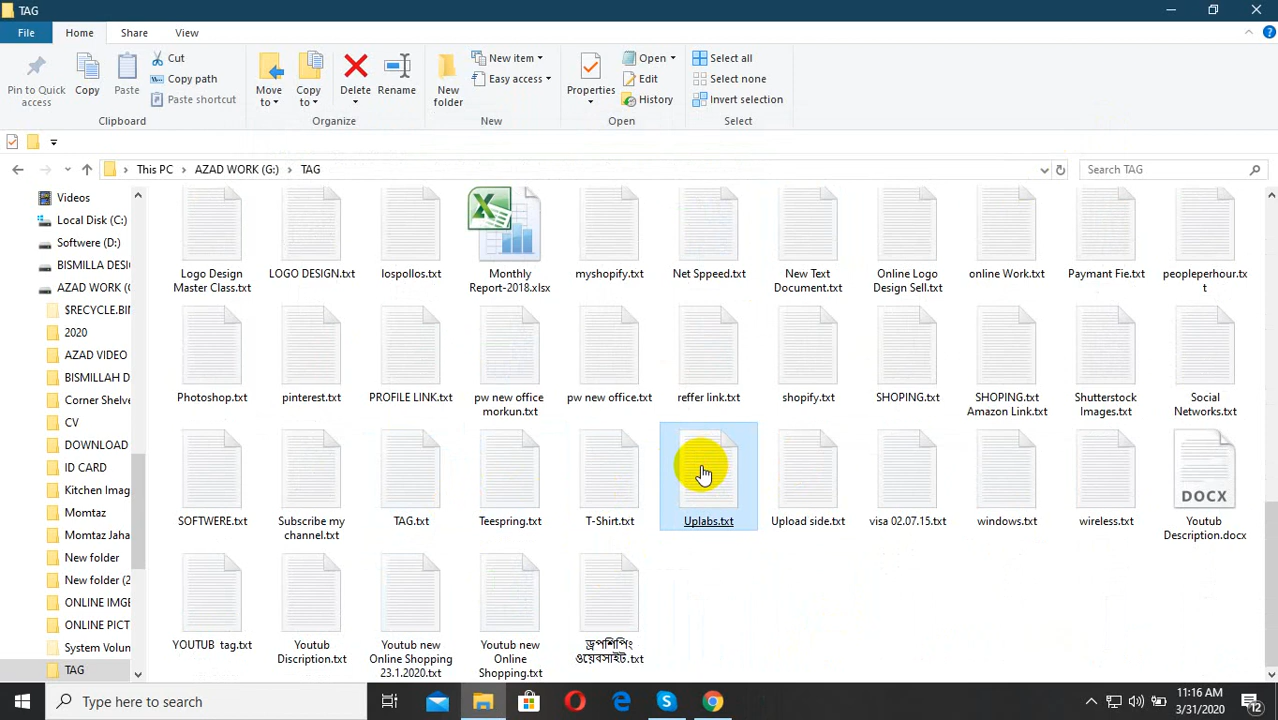 TAG
File
Home
Share
View
Pin to Quick
access
Copy
Paste
Cut
Copy path
Paste shortcut
Clipboard
Move
to
Copy
to
Delete
Rename
Organize
New
folder
New item
Easy access
New
Properties
Open
Edit
History
Open
Select all
Select none
Invert selection
Select
This PC
AZAD WORK (G:)
TAG
Search TAG
Videos
Local Disk (C:)
Softwere (D:)
BISMILLA DESI
AZAD WORK (
$RECYCLE.BIN
2020
AZAD VIDEO
BISMILLAH D
Corner Shelve
CV
DOWNLOAD
ID CARD
Kitchen Imag
Momtaz
Momtaz Jaha
New folder
New folder (2
ONLINE IMGE
ONLINE PICT
System Volum
TAG
Logo Design
Master Class.txt
LOGO DESIGN.txt
lospollos.txt
Monthly
Report-2018.xlsx
myshopify.txt
Net Sppeed.txt
New Text
Document.txt
Online Logo
Design Sell.txt
online Work.txt
Paymant Fie.txt
peopleperhour.tx
t
Photoshop.txt
pinterest.txt
PROFILE LINK.txt
pw new office
morkun.txt
pw new office.txt
reffer link.txt
shopify.txt
SHOPING.txt
SHOPING.txt
Amazon Link.txt
Shutterstock
Images.txt
Social
Networks.txt
SOFTWERE.txt
Subscribe my
channel.txt
TAG.txt
Teespring.txt
T-Shirt.txt
Uplabs.txt
Upload side.txt
visa 02.07.15.txt
windows.txt
wireless.txt
DOCX
Youtub
Description.docx
YOUTUB tag.txt
Youtub
Discription.txt
Youtub new
Online Shopping
23.1.2020.txt
Youtub new
Online
Shopping.txt
ড্রপশিপিং
ওয়েবসাইট.txt
Type here to search
11:16 AM
3/31/2020
12